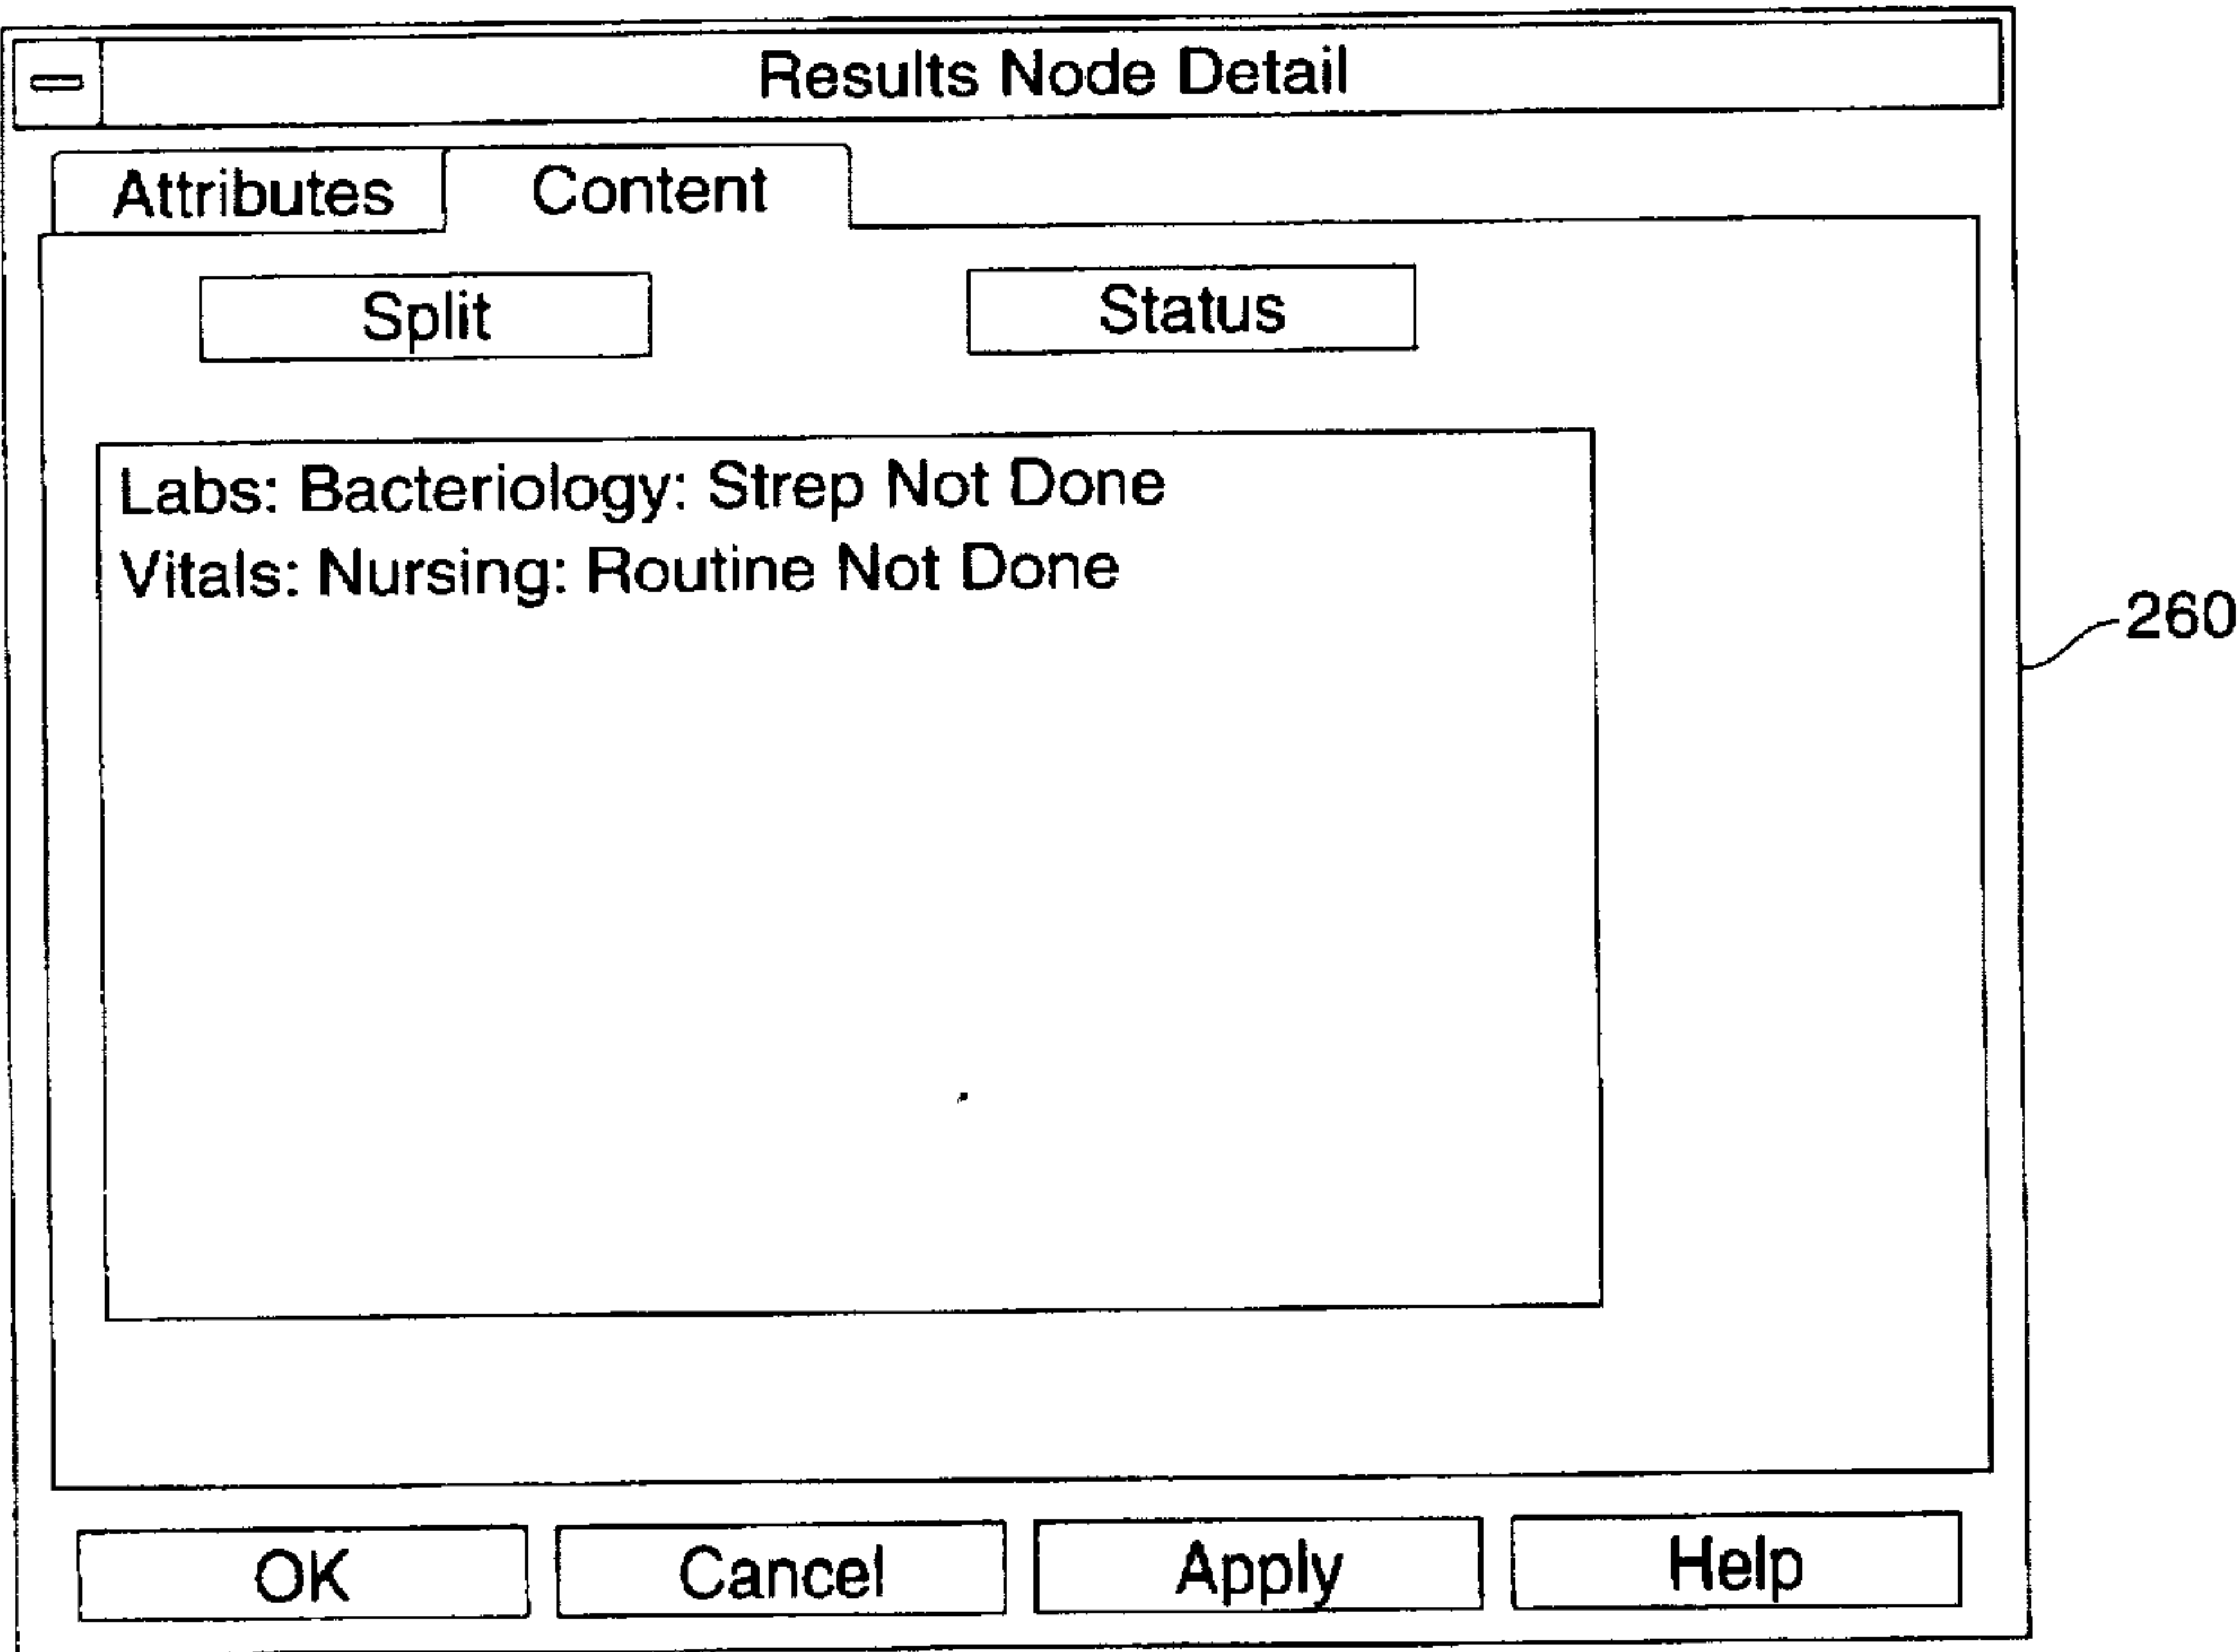 Results Node Detail
Attributes Content
Split Status
Labs: Bacteriology: Strep Not Done
Vitals: Nursing: Routine Not Done
260
OK Cancel Apply Help